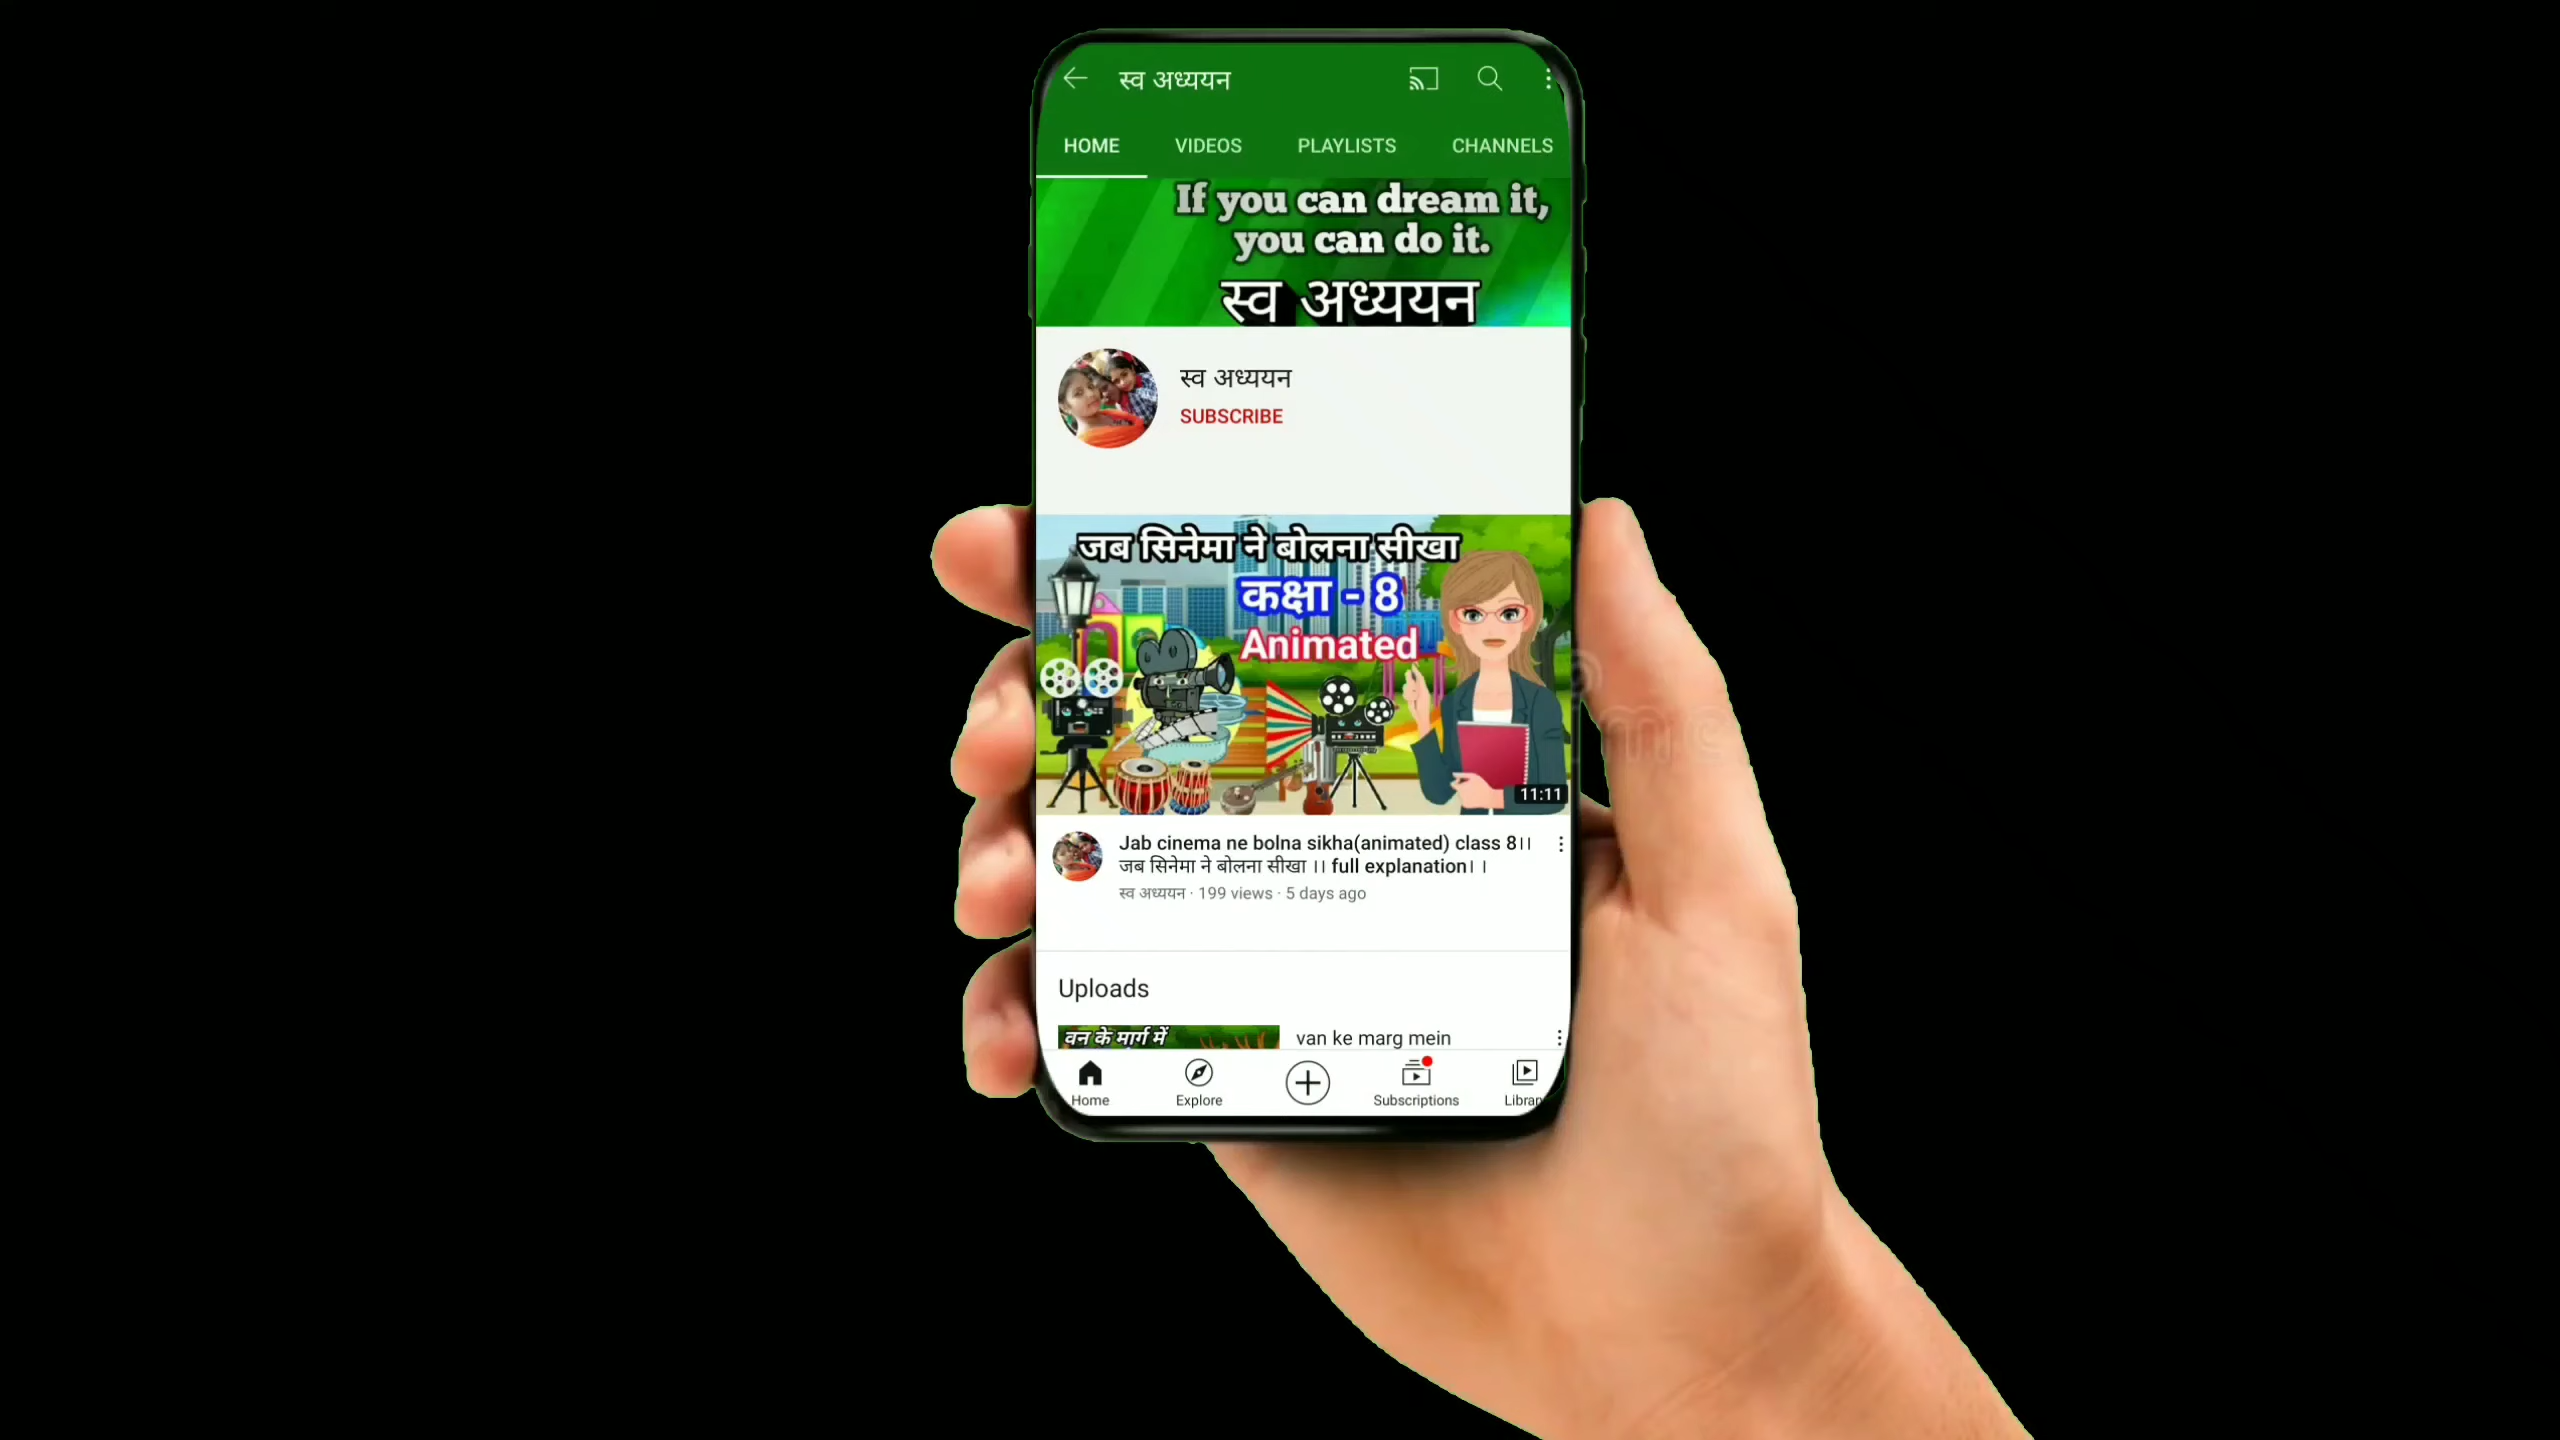 स्व अध्ययन
HOME VIDEOS PLAYLISTS CHANNELS
If you can dream it,
you can do it.
स्व अध्ययन
स्व अध्ययन
SUBSCRIBE
जब सिनेमा ने बोलना सीखा
कक्षा - 8
Animated
11:11
Jab cinema ne bolna sikha(animated) class 8।।
जब सिनेमा ने बोलना सीखा ।। full explanation।।
स्व अध्ययन · 199 views · 5 days ago
Uploads
वन के मार्ग में
van ke marg mein
Home Explore Subscriptions Librar